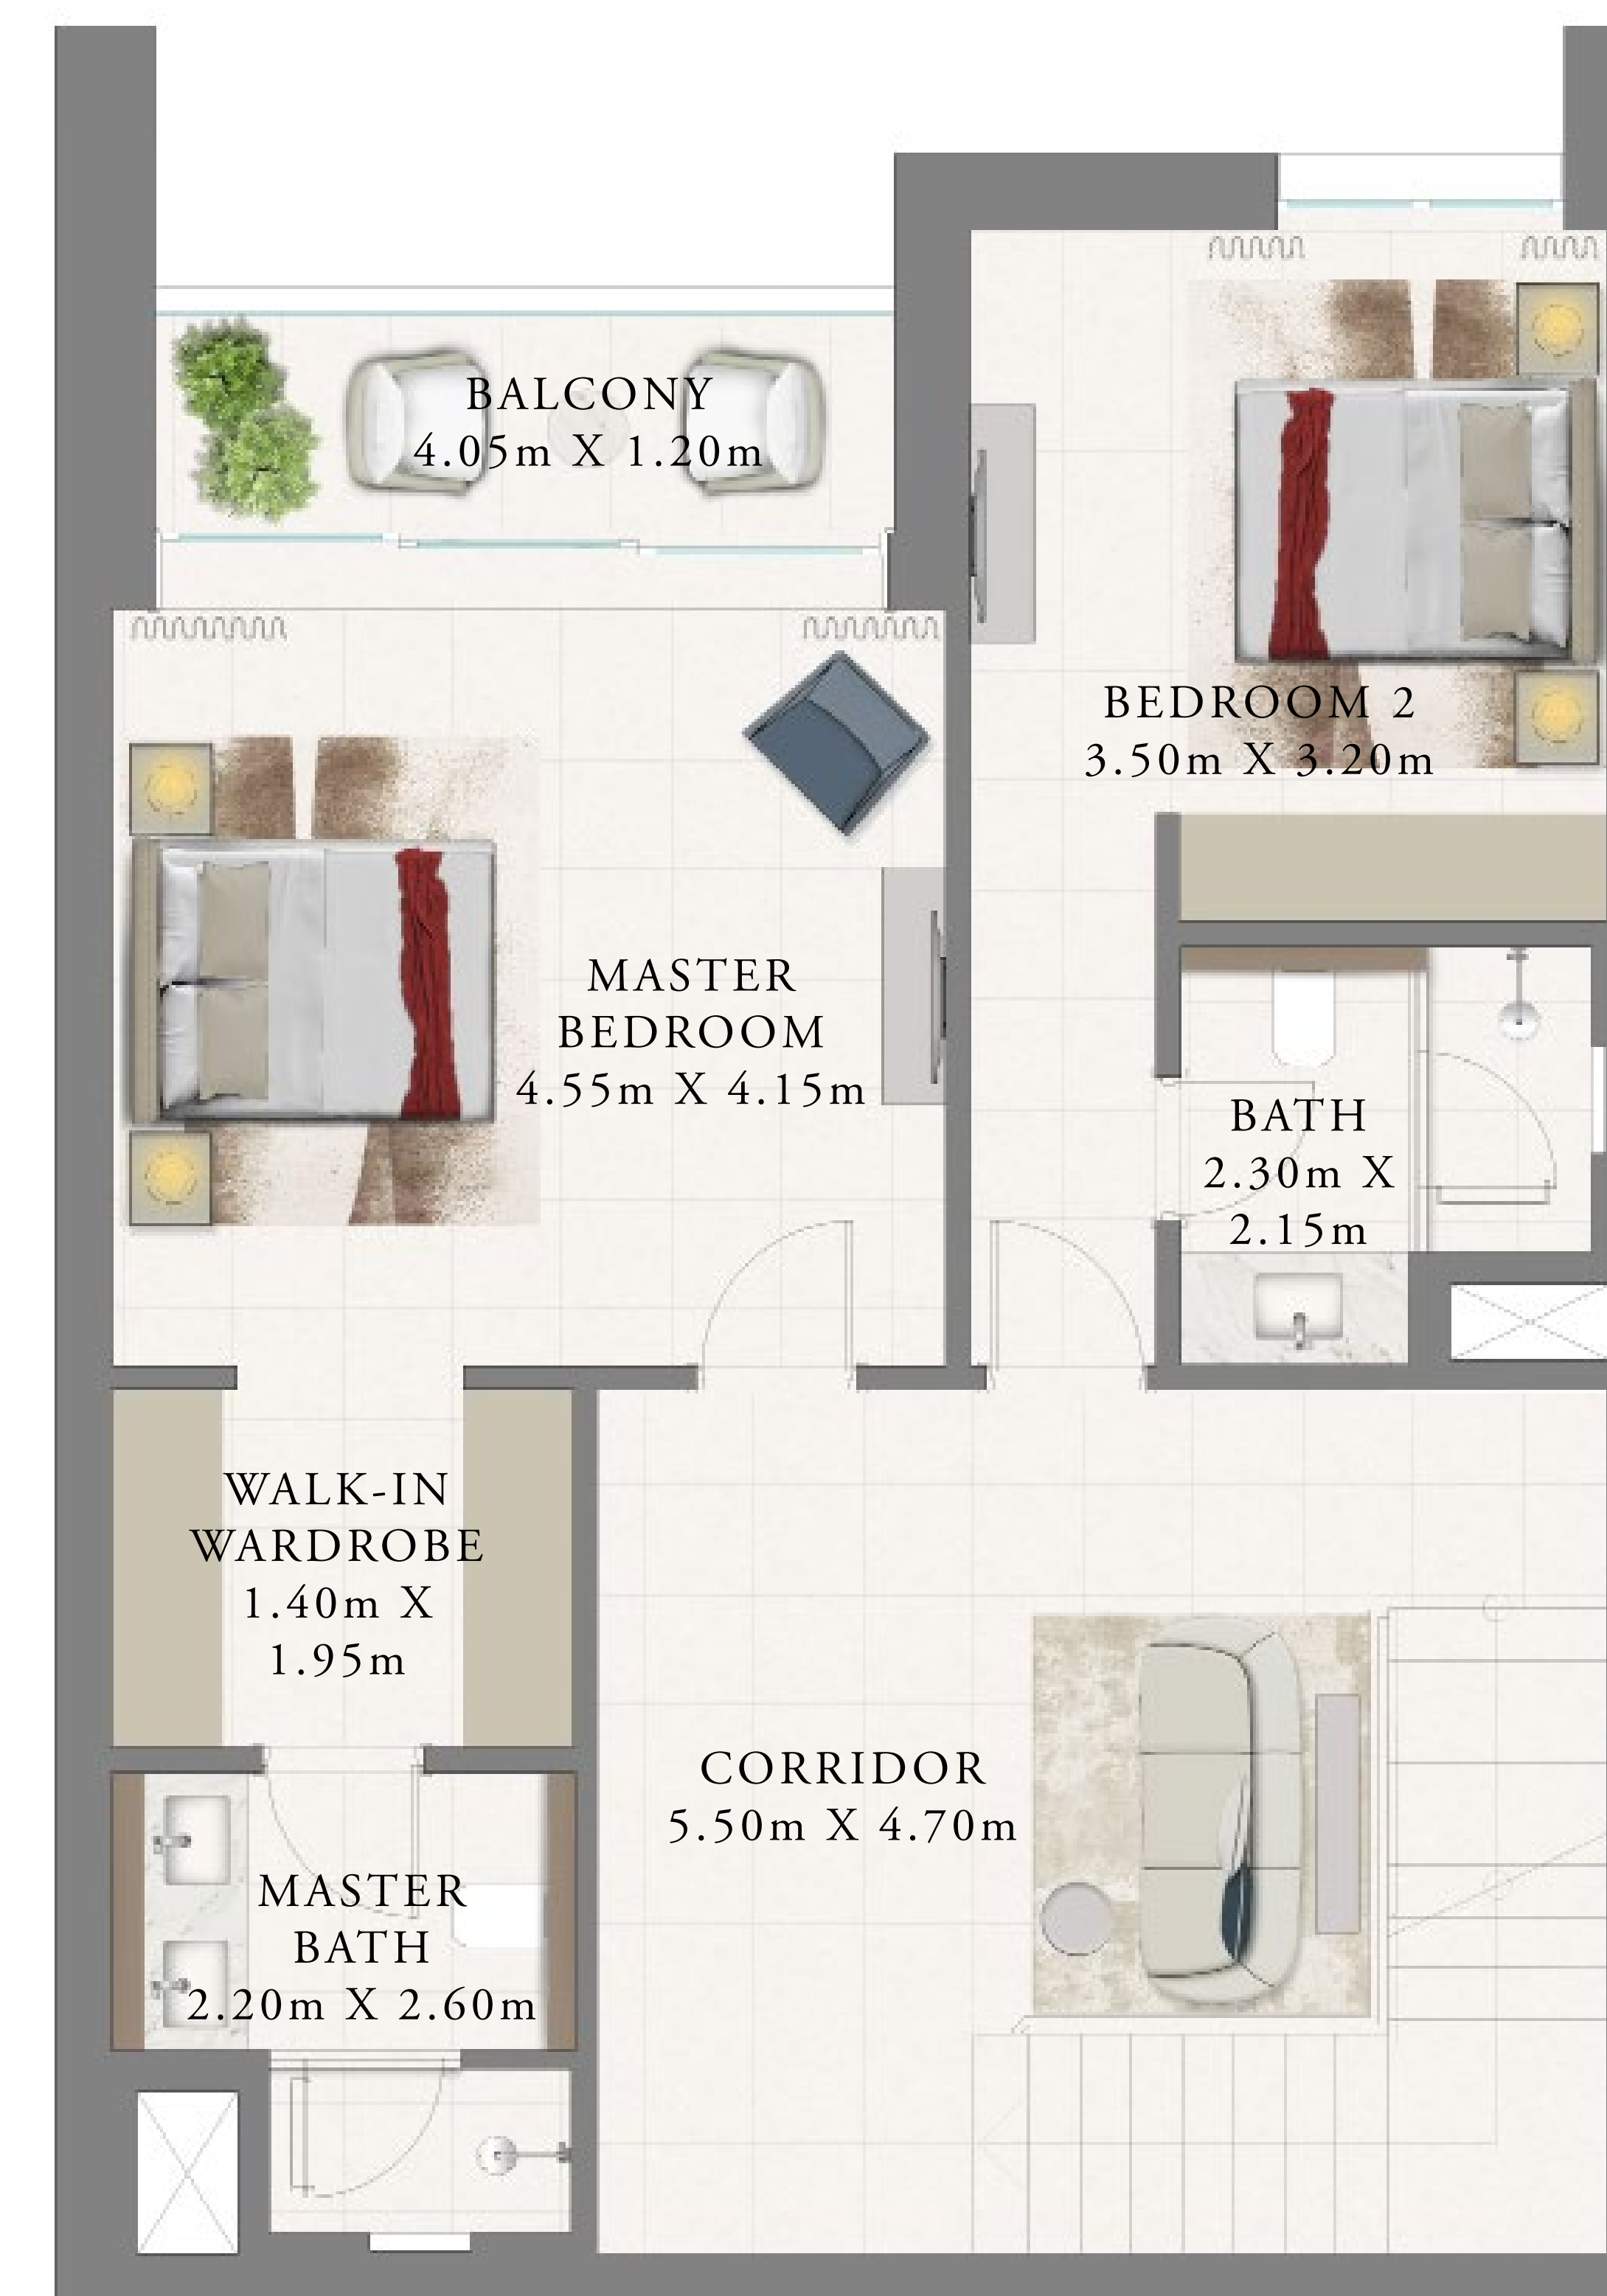 BALCONY
4.05m X 1.20m
BEDROOM 2
3.50m X 3.20m
MASTER
BEDROOM
4.55m X 4.15m
BATH
2.30m X
2.15m
WALK-IN
WARDROBE
1.40m X
1.95m
CORRIDOR
5.50m X 4.70m
MASTER
BATH
2.20m X 2.60m